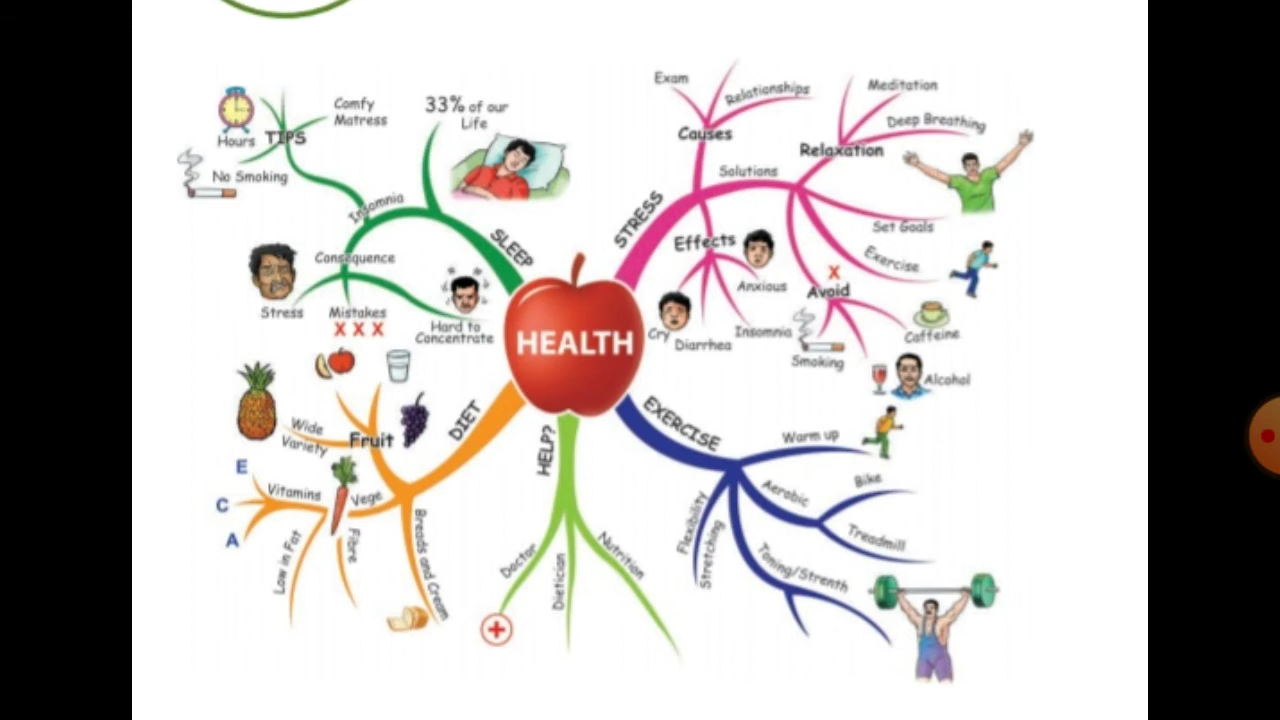 HEALTH
SLEEP
33% of our
Life
Insomnia
TIPS
Hours
Comfy
Matress
No Smoking
Consequence
Stress
Mistakes
X X X
Hard to
Concentrate
STRESS
Causes
Exam
Relationships
Solutions
Relaxation
Meditation
Deep Breathing
Set Goals
Exercise
X
Avoid
Caffeine
Smoking
Alcohol
Effects
Anxious
Cry
Diarrhea
Insomnia
EXERCISE
Warm up
Aerobic
Bike
Treadmill
Toning/Strenth
Flexibility
Stretching
HELP?
Doctor
Dietician
Nutrition
DIET
Fruit
Wide
Variety
Vege
Vitamins
E
C
A
Low in Fat
Fibre
Breads and Cream